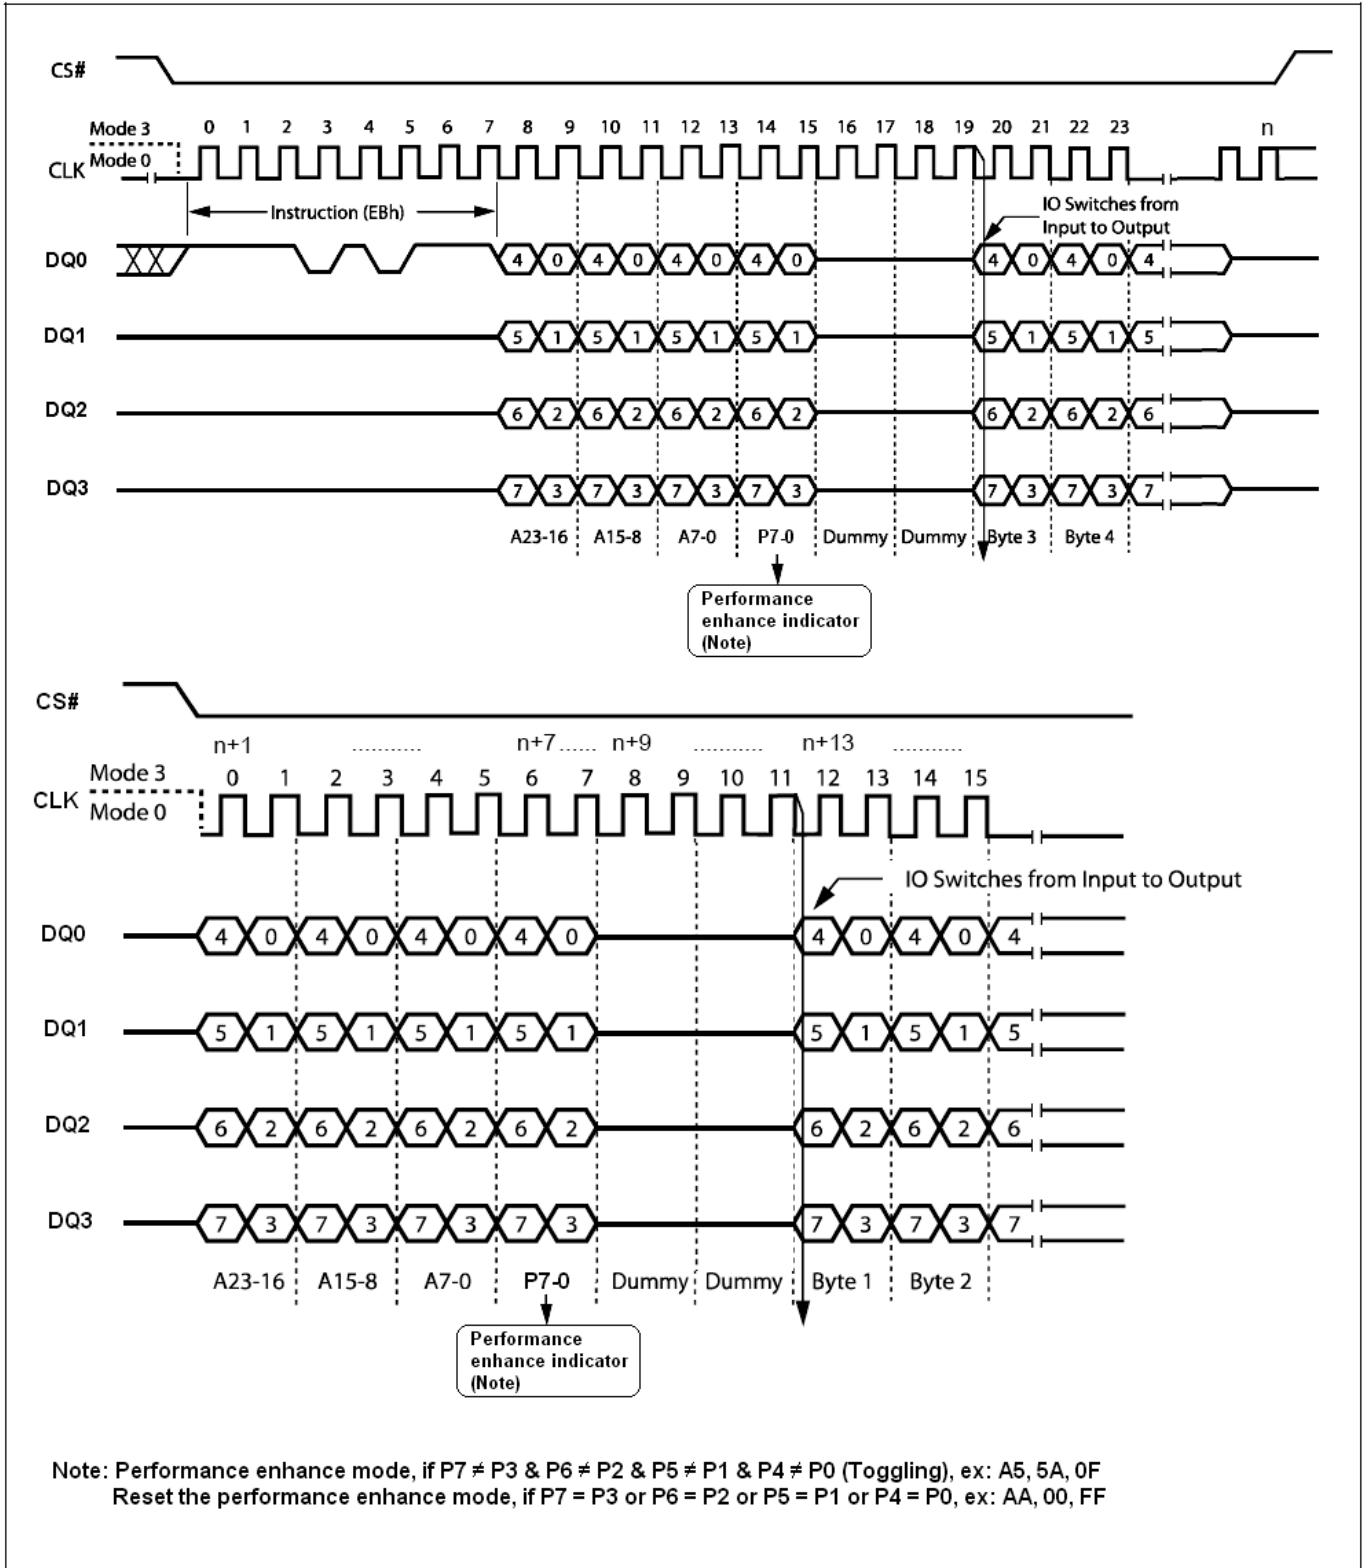 CS#
0 1 2 3 4 5 6 7 8 9 10 11 12 13 14 15 16 17 18 19 20 21 22 23 n
Mode 3
CLK Mode 0
Instruction (EBh)
IO Switches from
Input to Output
DQ0 4 0 4 0 4 0 4 0 4 0 4 0 4
DQ1 5 1 5 1 5 1 5 1 5 1 5 1 5
DQ2 6 2 6 2 6 2 6 2 6 2 6 2 6
DQ3 7 3 7 3 7 3 7 3 7 3 7 3 7
A23-16 A15-8 A7-0 P7-0 Dummy Dummy Byte 3 Byte 4
Performance
enhance indicator
(Note)
CS#
n+1 ........... n+7 ...... n+9 ........... n+13 ...........
Mode 3 0 1 2 3 4 5 6 7 8 9 10 11 12 13 14 15
CLK Mode 0
IO Switches from Input to Output
DQ0 4 0 4 0 4 0 4 0 4 0 4 0 4
DQ1 5 1 5 1 5 1 5 1 5 1 5 1 5
DQ2 6 2 6 2 6 2 6 2 6 2 6 2 6
DQ3 7 3 7 3 7 3 7 3 7 3 7 3 7
A23-16 A15-8 A7-0 P7-0 Dummy Dummy Byte 1 Byte 2
Performance
enhance indicator
(Note)
Note: Performance enhance mode, if P7 ≠ P3 & P6 ≠ P2 & P5 ≠ P1 & P4 ≠ P0 (Toggling), ex: A5, 5A, 0F
Reset the performance enhance mode, if P7 = P3 or P6 = P2 or P5 = P1 or P4 = P0, ex: AA, 00, FF